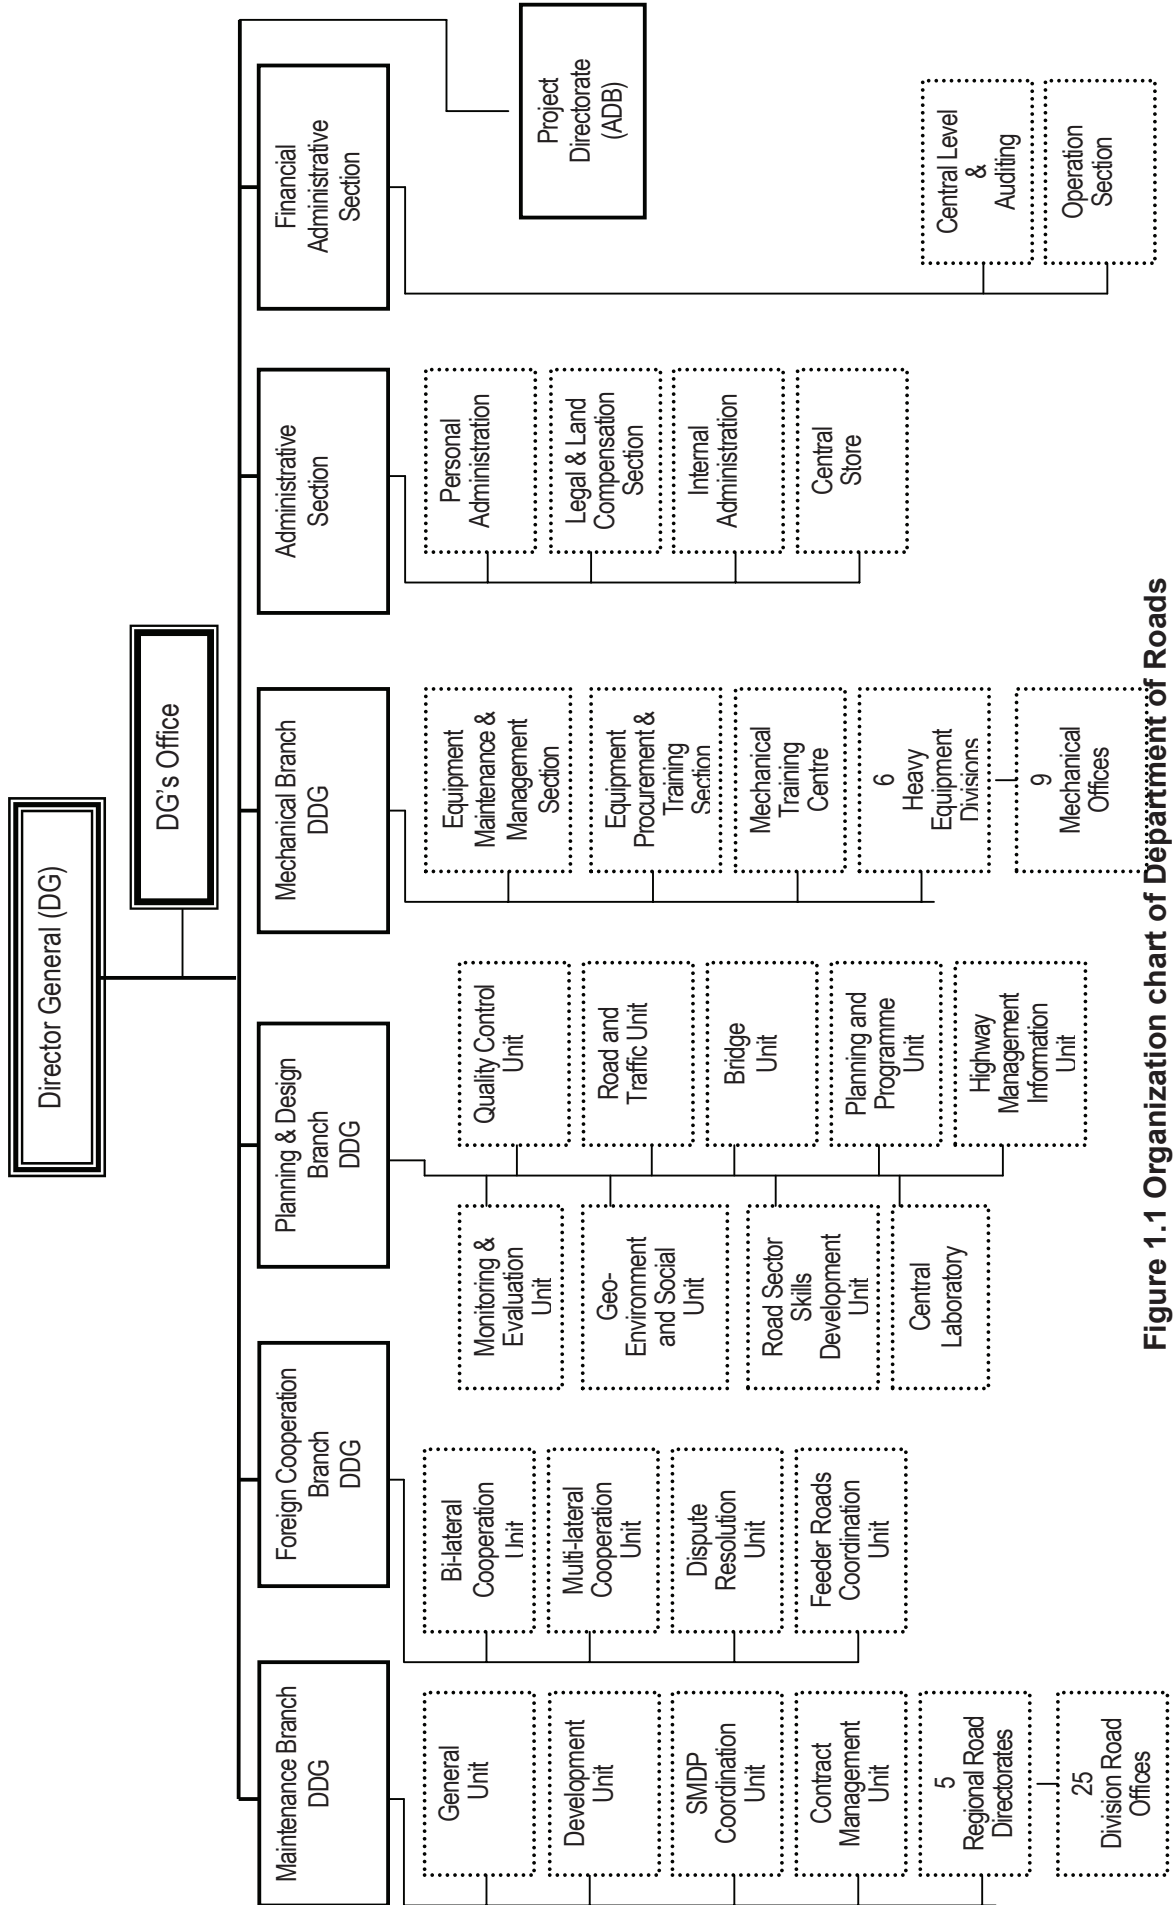 Director General (DG)
DG's Office
Maintenance Branch
DDG
General
Unit
Development
Unit
SMDP
Coordination
Unit
Contract
Management
Unit
5
Regional Road
Directorates
25
Division Road
Offices
Foreign Cooperation
Branch
DDG
Bi-lateral
Cooperation
Unit
Multi-lateral
Cooperation
Unit
Dispute
Resolution
Unit
Feeder Roads
Coordination
Unit
Planning & Design
Branch
DDG
Monitoring &
Evaluation
Unit
Geo-
Environment
and Social
Unit
Road Sector
Skills
Development
Unit
Central
Laboratory
Quality Control
Unit
Road and
Traffic Unit
Bridge
Unit
Planning and
Programme
Unit
Highway
Management
Information
Unit
Mechanical Branch
DDG
Equipment
Maintenance &
Management
Section
Equipment
Procurement &
Training
Section
Mechanical
Training
Centre
6
Heavy
Equipment
Divisions
9
Mechanical
Offices
Administrative
Section
Personal
Administration
Legal & Land
Compensation
Section
Internal
Administration
Central
Store
Financial
Administrative
Section
Central Level
&
Auditing
Operation
Section
Project
Directorate
(ADB)
Figure 1.1 Organization chart of Department of Roads